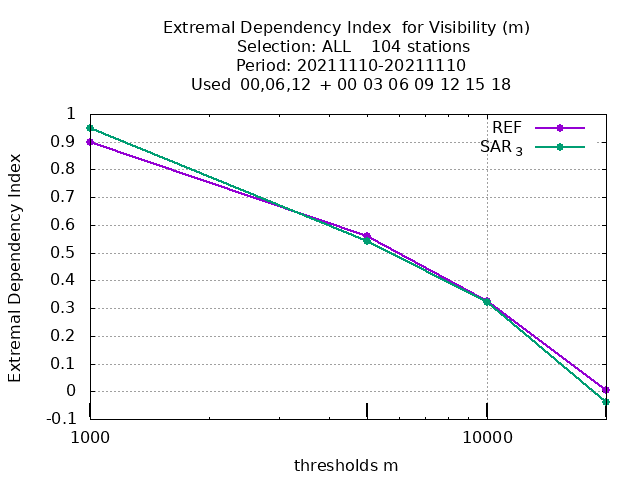 Extremal Dependency Index  for Visibility (m)
Selection: ALL    104 stations
Period: 20211110-20211110
Used  00,06,12  + 00 03 06 09 12 15 18
REF
SAR 3
Extremal Dependency Index
1
0.9
0.8
0.7
0.6
0.5
0.4
0.3
0.2
0.1
0
-0.1
1000
10000
thresholds m